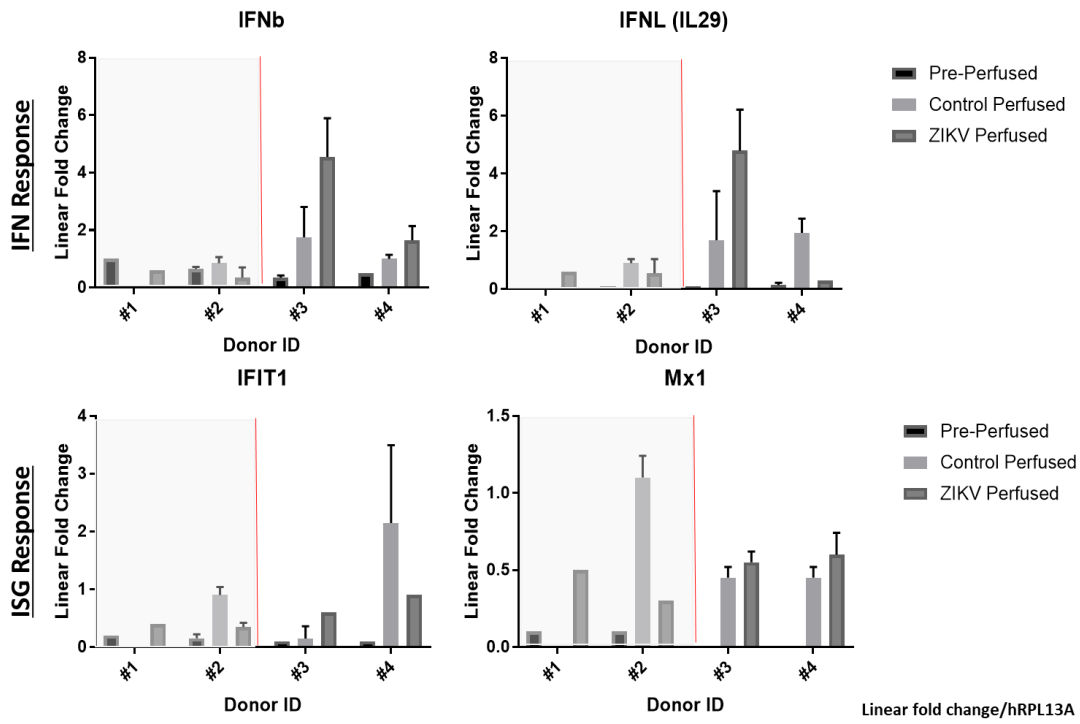 IFNb
IFNL (IL29)
IFN Response
Linear Fold Change
8
6
4
2
0
#1
#2
#3
#4
Donor ID
Linear Fold Change
8
6
4
2
0
#1
#2
#3
#4
Donor ID
Pre-Perfused
Control Perfused
ZIKV Perfused
IFIT1
Mx1
ISG Response
Linear Fold Change
4
3
2
1
0
#1
#2
#3
#4
Donor ID
Linear Fold Change
1.5
1.0
0.5
0.0
#1
#2
#3
#4
Donor ID
Pre-Perfused
Control Perfused
ZIKV Perfused
Linear fold change/hRPL13A